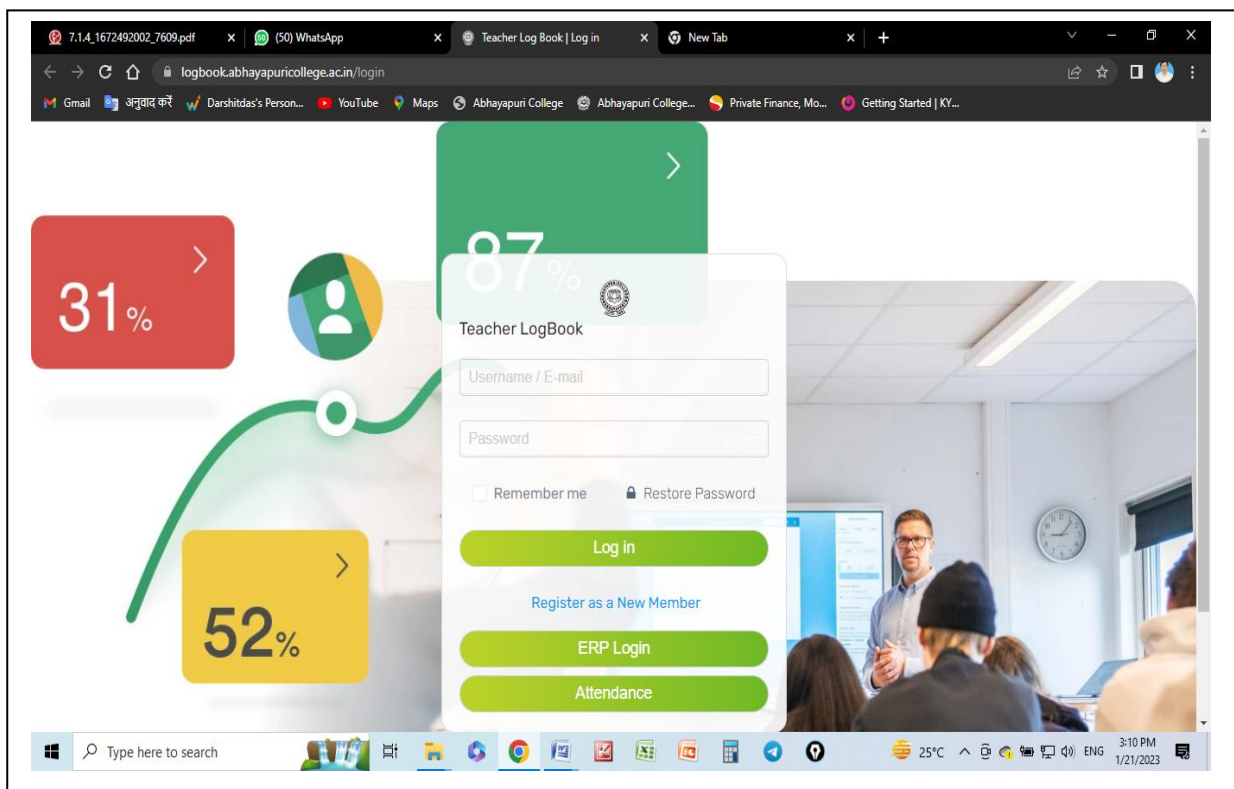 7.1.4_1672492002_7609.pdf
(50) WhatsApp
Teacher Log Book | Log in
New Tab
logbook.abhayapuricollege.ac.in/login
Gmail
अनुवाद करें
Darshitdas's Person...
YouTube
Maps
Abhayapuri College
Abhayapuri College...
Private Finance, Mo...
Getting Started | KY...
87%
31%
Teacher LogBook
Username / E-mail
Password
Remember me
Restore Password
Log in
52%
Register as a New Member
ERP Login
Attendance
Type here to search
25°C
ENG
3:10 PM
1/21/2023